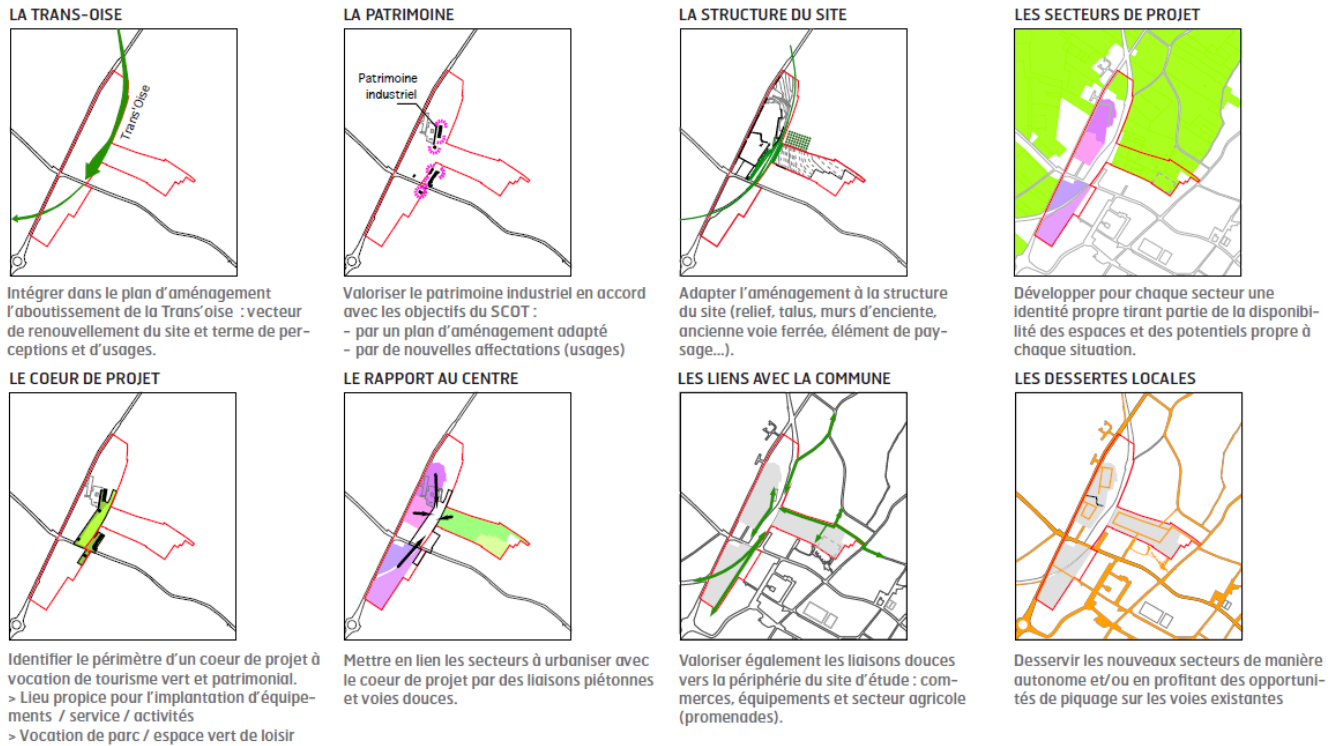 LA TRANS-OISE
Trans'Oise
Intégrer dans le plan d'aménagement
l'aboutissement de la Trans'oise : vecteur
de renouvellement du site et terme de per-
ceptions et d'usages.
LA PATRIMOINE
Patrimoine
industriel
Valoriser le patrimoine industriel en accord
avec les objectifs du SCOT :
- par un plan d'aménagement adapté
- par de nouvelles affectations (usages)
LA STRUCTURE DU SITE
Adapter l'aménagement à la structure
du site (relief, talus, murs d'enciente,
ancienne voie ferrée, élément de pay-
sage...).
LES SECTEURS DE PROJET
Développer pour chaque secteur une
identité propre tirant partie de la disponibi-
lité des espaces et des potentiels propre à
chaque situation.
LE COEUR DE PROJET
Identifier le périmètre d'un coeur de projet à
vocation de tourisme vert et patrimonial.
> Lieu propice pour l'implantation d'équipe-
ments / service / activités
> Vocation de parc / espace vert de loisir
LE RAPPORT AU CENTRE
Mettre en lien les secteurs à urbaniser avec
le coeur de projet par des liaisons piétonnes
et voies douces.
LES LIENS AVEC LA COMMUNE
Valoriser également les liaisons douces
vers la périphérie du site d'étude : com-
merces, équipements et secteur agricole
(promenades).
LES DESSERTES LOCALES
Desservir les nouveaux secteurs de manière
autonome et/ou en profitant des opportuni-
tés de piquage sur les voies existantes